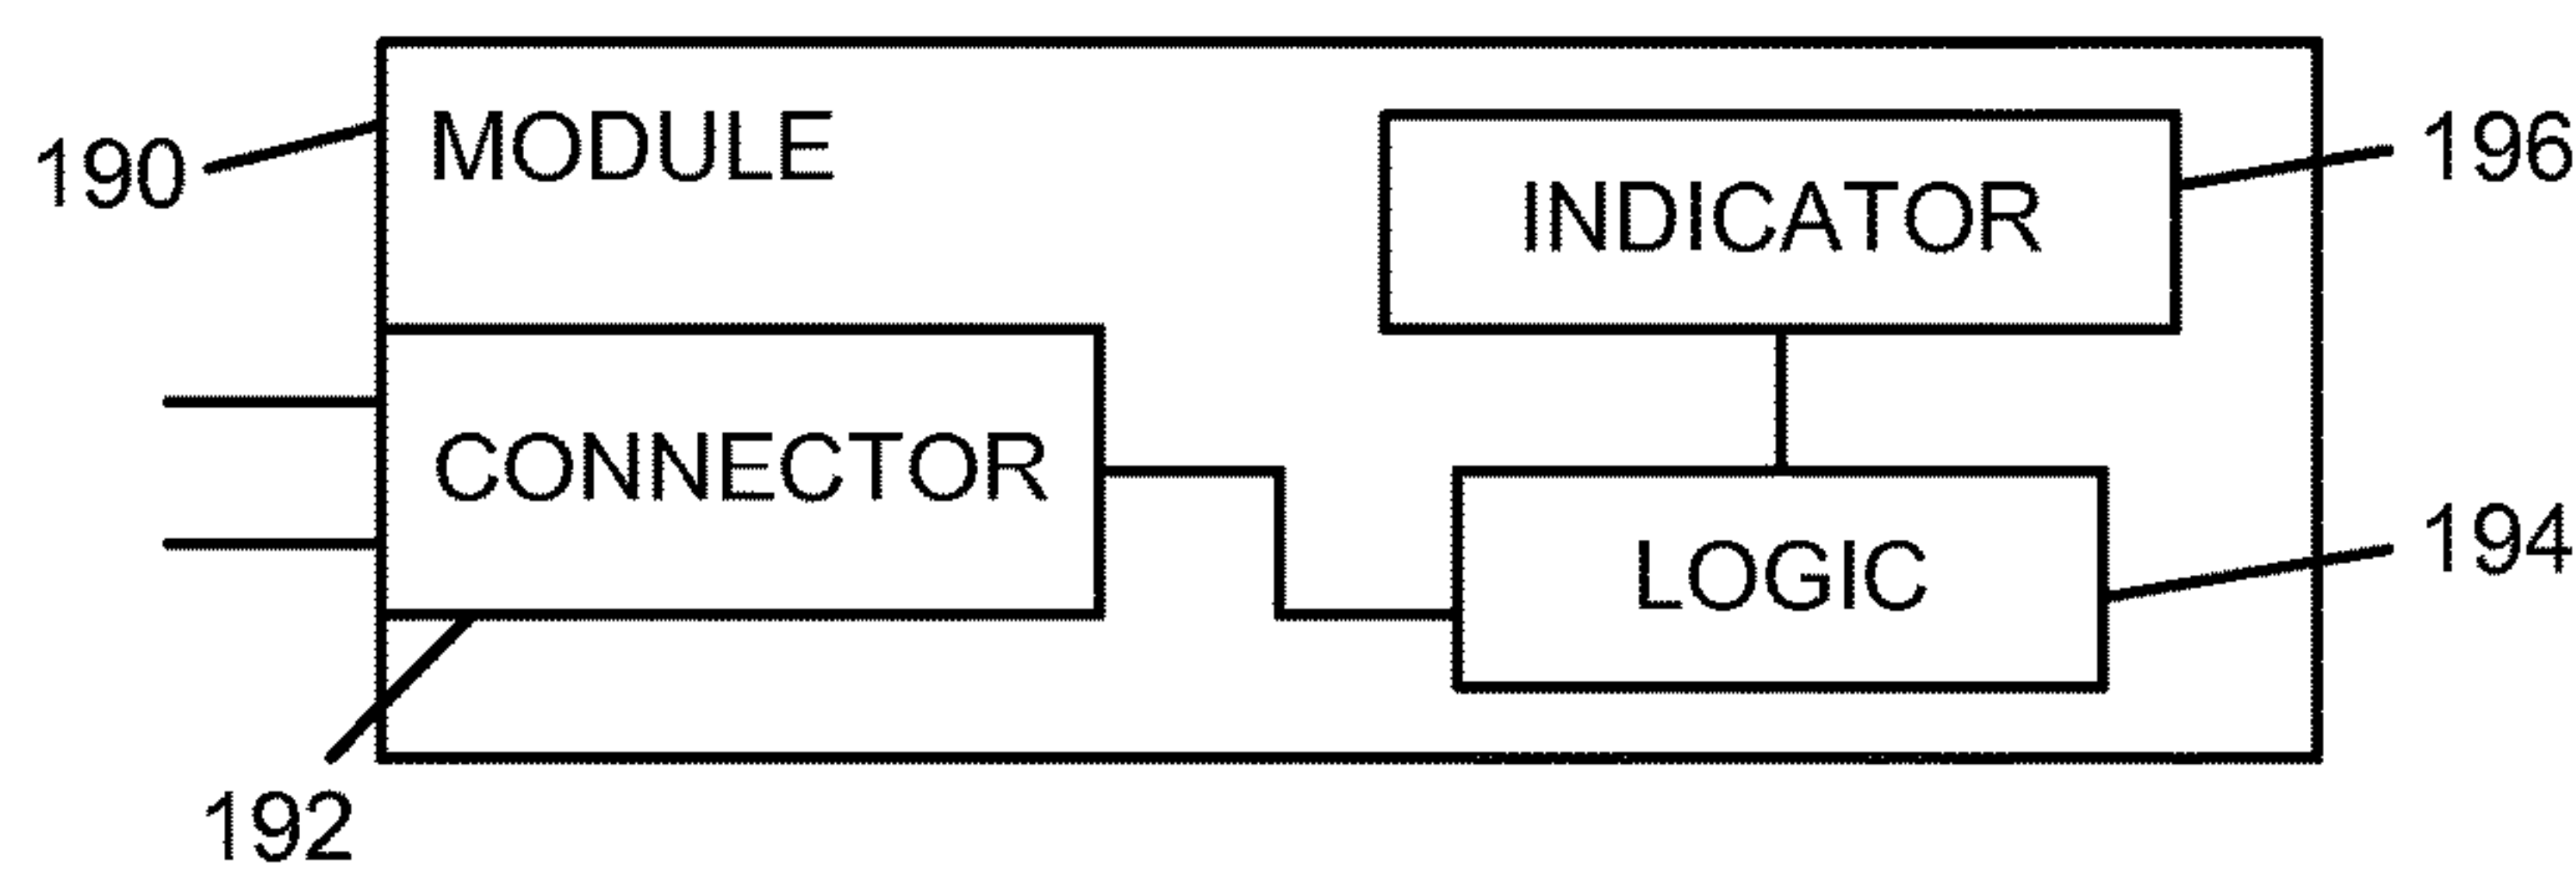 MODULE
190
INDICATOR
196
CONNECTOR
LOGIC
194
192